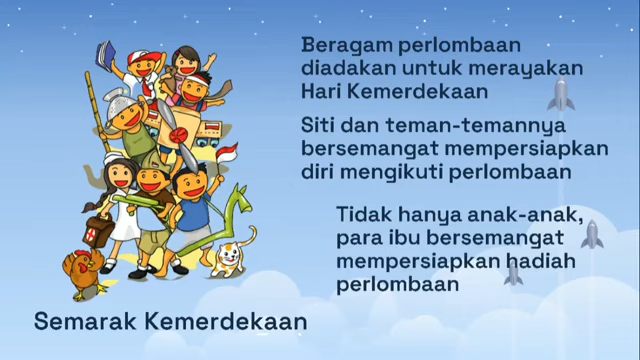 Beragam perlombaan
diadakan untuk merayakan
Hari Kemerdekaan
Siti dan teman-temannya
bersemangat mempersiapkan
diri mengikuti perlombaan
Tidak hanya anak-anak,
para ibu bersemangat
mempersiapkan hadiah
perlombaan
Semarak Kemerdekaan